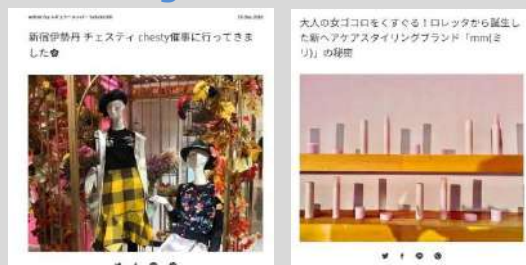 新宿伊勢丹 チェスティ chesty催事に行ってきま
した
大人の女ゴコロをくすぐる！ロレッタから誕生し
た新ヘアケアスタイリングブランド「mm(ミ
リ)」の秘密